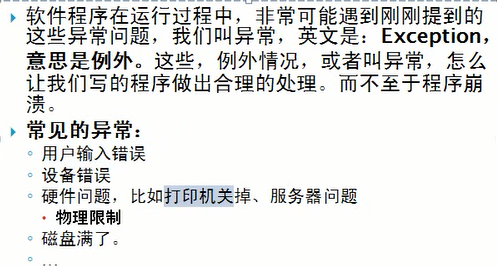 软件程序在运行过程中，非常可能遇到刚刚提到的
这些异常问题，我们叫异常，英文是：Exception，
意思是例外。这些，例外情况，或者叫异常，怎么
让我们写的程序做出合理的处理。而不至于程序崩
溃。
常见的异常：
用户输入错误
设备错误
硬件问题，比如打印机关掉、服务器问题
物理限制
磁盘满了。
...